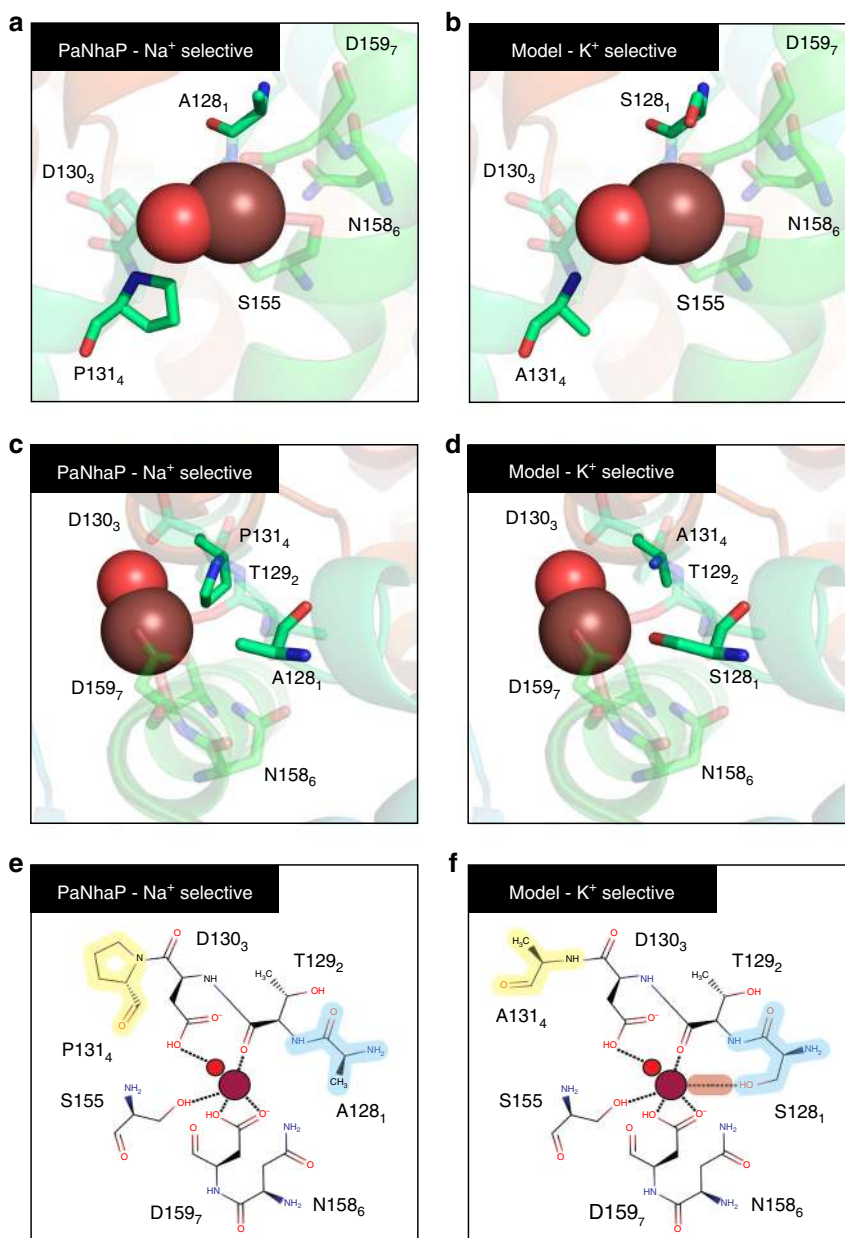 a
PaNhaP - Na⁺ selective
D159₇
A128₁
D130₃
N158₆
S155
P131₄
b
Model - K⁺ selective
D159₇
S128₁
D130₃
N158₆
S155
A131₄
c
PaNhaP - Na⁺ selective
D130₃
P131₄
T129₂
D159₇
A128₁
N158₆
d
Model - K⁺ selective
D130₃
A131₄
T129₂
D159₇
S128₁
N158₆
e
PaNhaP - Na⁺ selective
D130₃
O
N
NH
T129₂
H₃C
OH
O
O⁻
P131₄
HO
O
NH
O
NH₂
CH₃
S155
NH₂
OH
A128₁
O
HO
O⁻
O
NH₂
O
HN
D159₇
O
NH₂
N158₆
f
Model - K⁺ selective
H₃C
O
D130₃
NH
NH
T129₂
H₃C
OH
O
A131₄
O⁻
HO
O
NH
O
NH₂
S155
NH₂
OH
HO
S128₁
O
HO
O⁻
O
NH₂
O
HN
D159₇
O
NH₂
N158₆